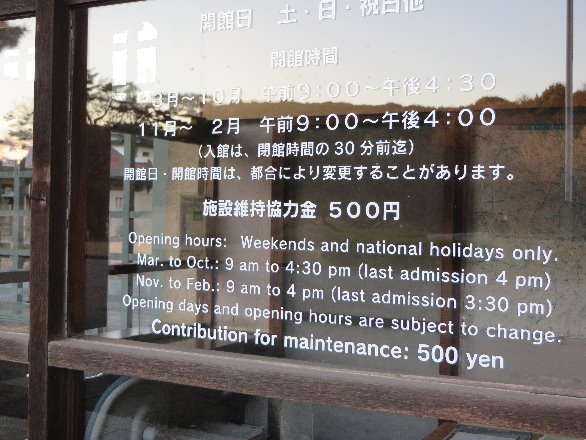 開館日 土・日・祝日他
開館時間
3月～10月 午前9:00～午後4:30
11月～ 2月 午前9:00～午後4:00
(入館は、閉館時間の30分前迄)
開館日・開館時間は、都合により変更することがあります。
施設維持協力金 500円
Opening hours: Weekends and national holidays only.
Mar. to Oct.: 9 am to 4:30 pm (last admission 4 pm)
Nov. to Feb.: 9 am to 4 pm (last admission 3:30 pm)
Opening days and opening hours are subject to change.
Contribution for maintenance: 500 yen